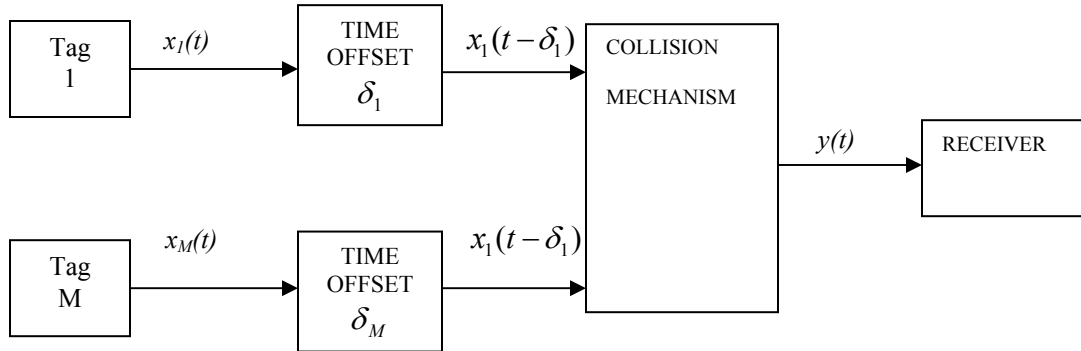 Tag
1
x1(t)
TIME
OFFSET
δ1
x1(t − δ1)
COLLISION
MECHANISM
y(t)
RECEIVER
Tag
M
xM(t)
TIME
OFFSET
δM
x1(t − δ1)